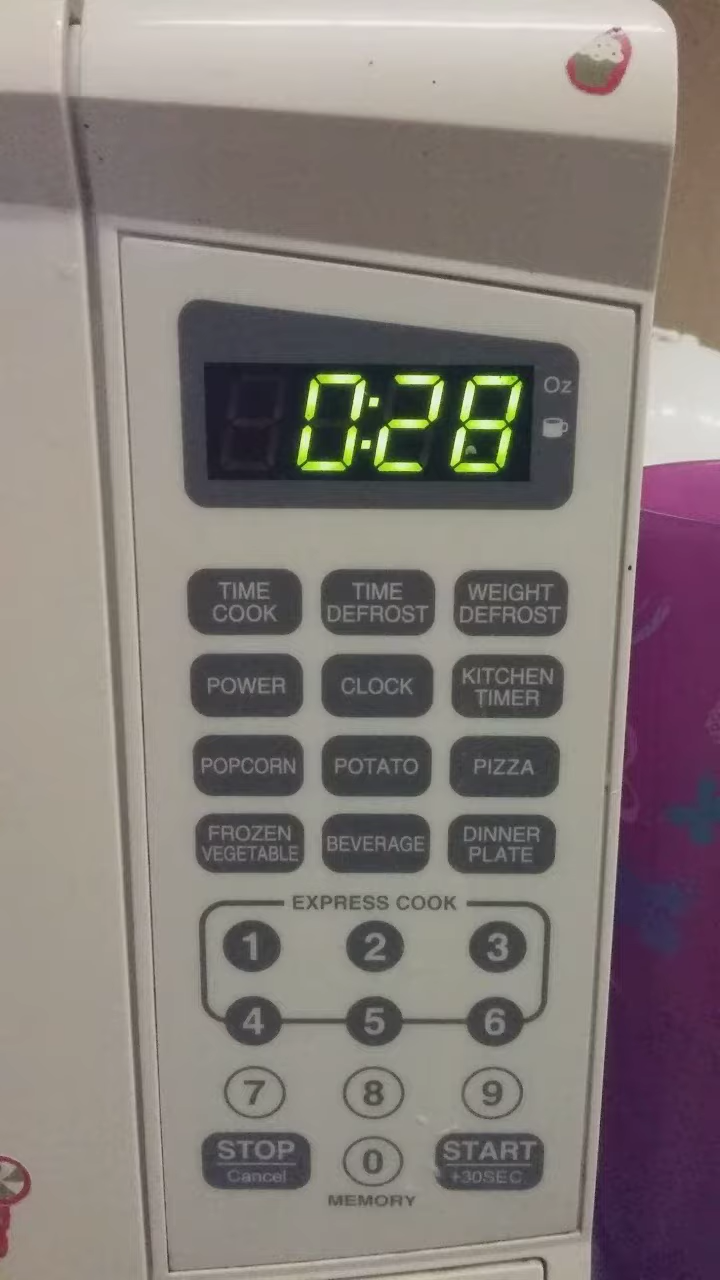 0:28
Oz
TIME COOK
TIME DEFROST
WEIGHT DEFROST
POWER
CLOCK
KITCHEN TIMER
POPCORN
POTATO
PIZZA
FROZEN VEGETABLE
BEVERAGE
DINNER PLATE
EXPRESS COOK
1 2 3
4 5 6
7 8 9
STOP
Cancel
0
START
+30SEC
MEMORY